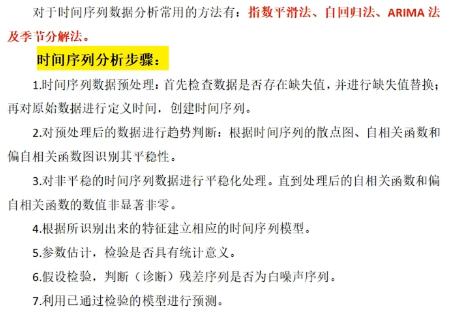 对于时间序列数据分析常用的方法有：指数平滑法、自回归法、ARIMA 法
及季节分解法。
时间序列分析步骤：
1.时间序列数据预处理：首先检查数据是否存在缺失值，并进行缺失值替换；
再对原始数据进行定义时间，创建时间序列。
2.对预处理后的数据进行趋势判断：根据时间序列的散点图、自相关函数和
偏自相关函数图识别其平稳性。
3.对非平稳的时间序列数据进行平稳化处理。直到处理后的自相关函数和偏
自相关函数的数值非显著非零。
4.根据所识别出来的特征建立相应的时间序列模型。
5.参数估计，检验是否具有统计意义。
6.假设检验，判断（诊断）残差序列是否为白噪声序列。
7.利用已通过检验的模型进行预测。